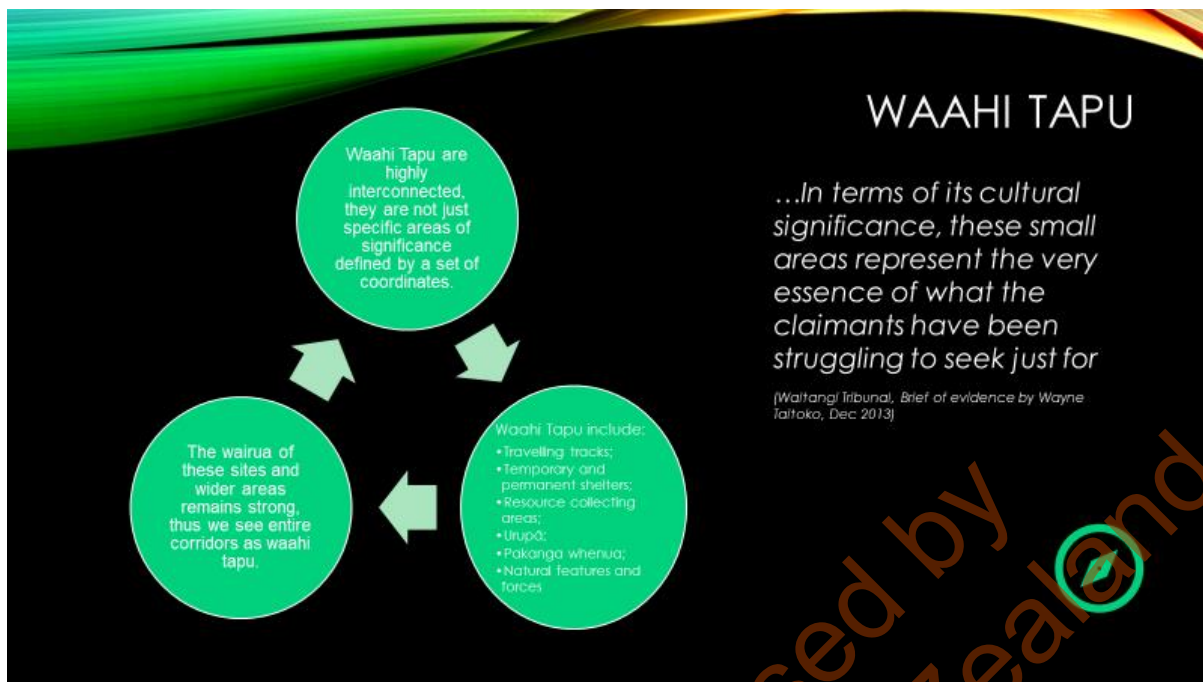 WAAHI TAPU
Waahi Tapu are
highly
interconnected,
they are not just
specific areas of
significance
defined by a set of
coordinates.
…In terms of its cultural
significance, these small
areas represent the very
essence of what the
claimants have been
struggling to seek just for
(Waitangi Tribunal, Brief of evidence by Wayne
Taitoko, Dec 2013)
Waahi Tapu include:
•Travelling tracks;
•Temporary and
permanent shelters;
•Resource collecting
areas;
•Urupā;
•Pakanga whenua;
•Natural features and
forces
The wairua of
these sites and
wider areas
remains strong,
thus we see entire
corridors as waahi
tapu.
sed by
Zealand